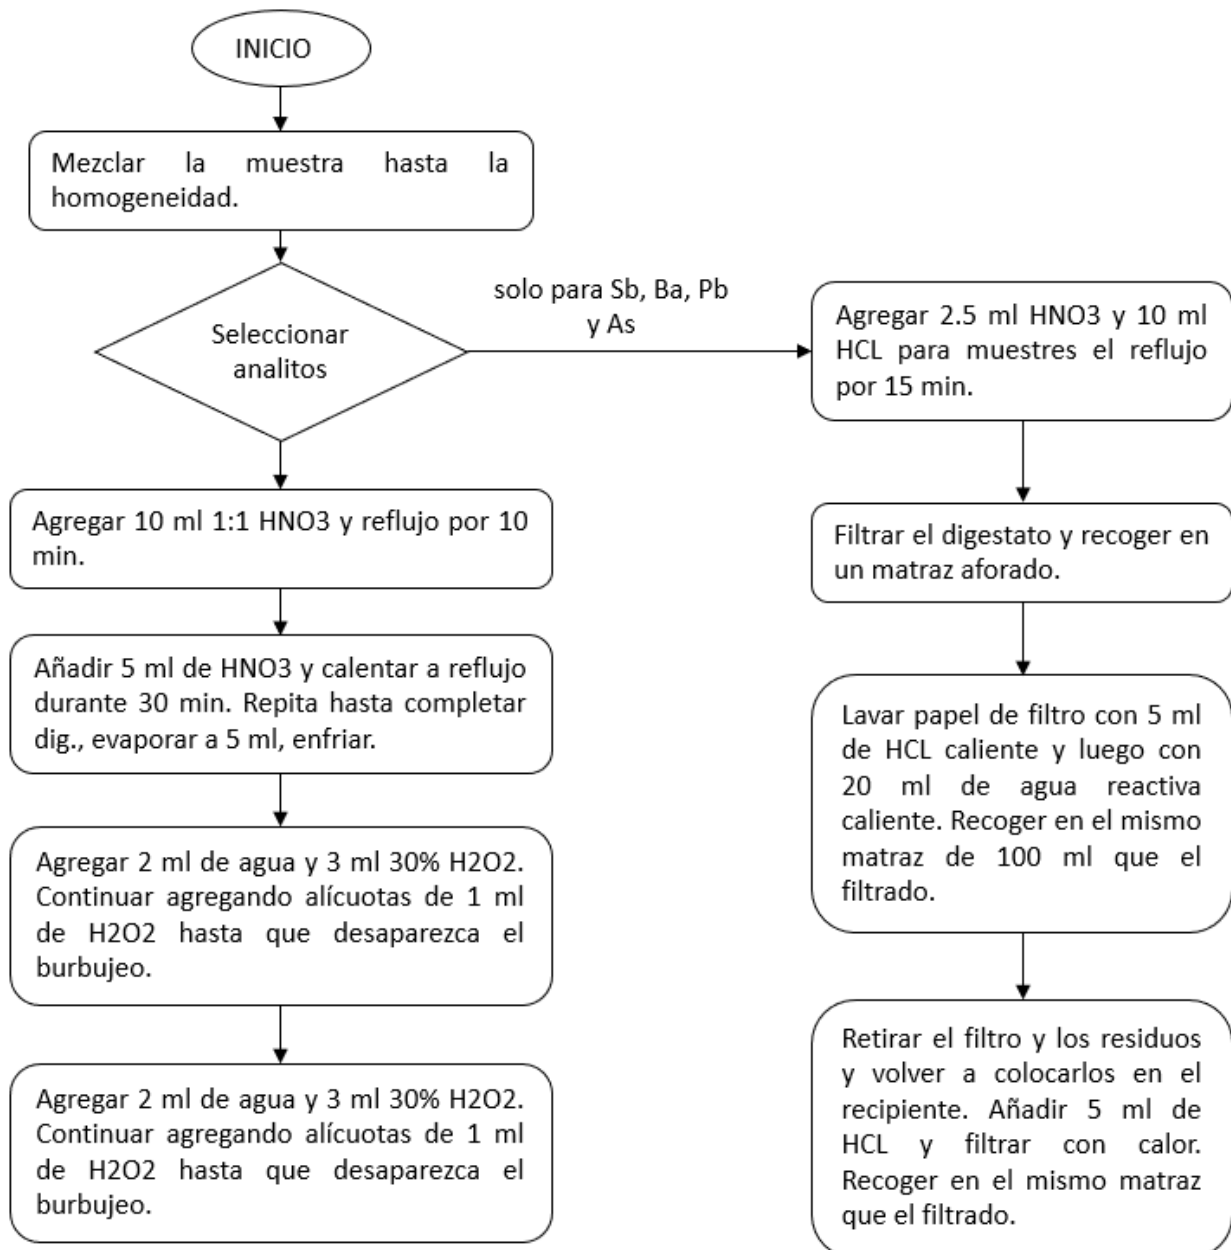 INICIO
Mezclar la muestra hasta la
homogeneidad.
Seleccionar
analitos
solo para Sb, Ba, Pb
y As
Agregar 10 ml 1:1 HNO3 y reflujo por 10
min.
Añadir 5 ml de HNO3 y calentar a reflujo
durante 30 min. Repita hasta completar
dig., evaporar a 5 ml, enfriar.
Agregar 2 ml de agua y 3 ml 30% H2O2.
Continuar agregando alícuotas de 1 ml
de H2O2 hasta que desaparezca el
burbujeo.
Agregar 2 ml de agua y 3 ml 30% H2O2.
Continuar agregando alícuotas de 1 ml
de H2O2 hasta que desaparezca el
burbujeo.
Agregar 2.5 ml HNO3 y 10 ml
HCL para muestres el reflujo
por 15 min.
Filtrar el digestato y recoger en
un matraz aforado.
Lavar papel de filtro con 5 ml
de HCL caliente y luego con
20 ml de agua reactiva
caliente. Recoger en el mismo
matraz de 100 ml que el
filtrado.
Retirar el filtro y los residuos
y volver a colocarlos en el
recipiente. Añadir 5 ml de
HCL y filtrar con calor.
Recoger en el mismo matraz
que el filtrado.